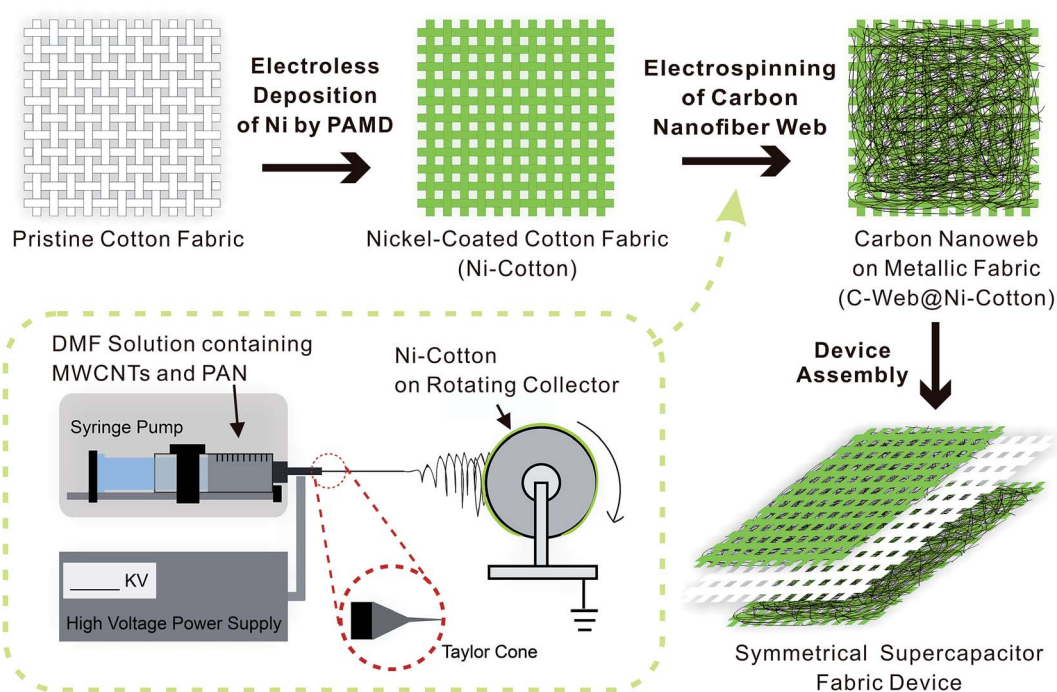 Electroless
Deposition
of Ni by PAMD
Electrospinning
of Carbon
Nanofiber Web
Pristine Cotton Fabric
Nickel-Coated Cotton Fabric
(Ni-Cotton)
Carbon Nanoweb
on Metallic Fabric
(C-Web@Ni-Cotton)
Device
Assembly
DMF Solution containing
MWCNTs and PAN
Ni-Cotton
on Rotating Collector
Syringe Pump
KV
High Voltage Power Supply
Taylor Cone
Symmetrical Supercapacitor
Fabric Device